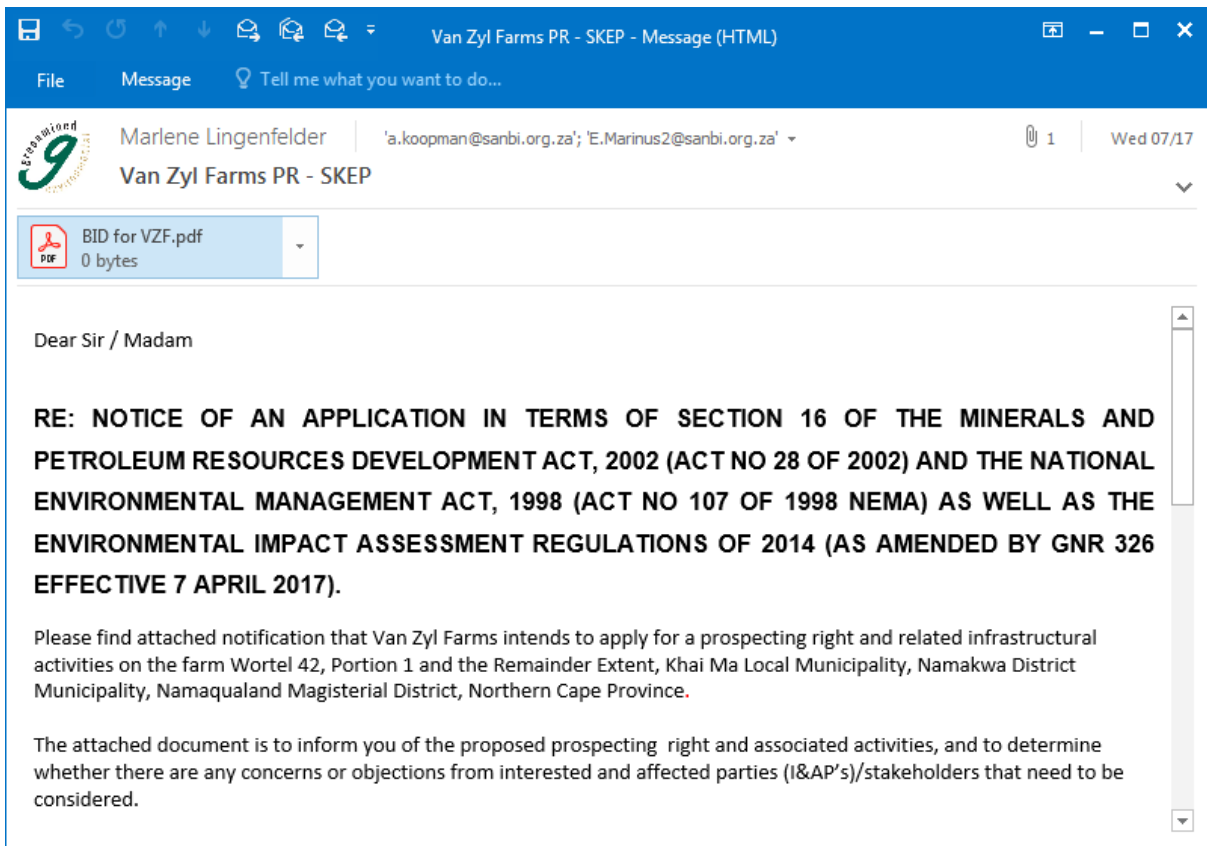 Van Zyl Farms PR - SKEP - Message (HTML)
File Message Tell me what you want to do...
Marlene Lingenfelder 'a.koopman@sanbi.org.za'; 'E.Marinus2@sanbi.org.za' 1 Wed 07/17
Van Zyl Farms PR - SKEP
BID for VZF.pdf
PDF 0 bytes
Dear Sir / Madam
RE: NOTICE OF AN APPLICATION IN TERMS OF SECTION 16 OF THE MINERALS AND
PETROLEUM RESOURCES DEVELOPMENT ACT, 2002 (ACT NO 28 OF 2002) AND THE NATIONAL
ENVIRONMENTAL MANAGEMENT ACT, 1998 (ACT NO 107 OF 1998 NEMA) AS WELL AS THE
ENVIRONMENTAL IMPACT ASSESSMENT REGULATIONS OF 2014 (AS AMENDED BY GNR 326
EFFECTIVE 7 APRIL 2017).
Please find attached notification that Van Zyl Farms intends to apply for a prospecting right and related infrastructural
activities on the farm Wortel 42, Portion 1 and the Remainder Extent, Khai Ma Local Municipality, Namakwa District
Municipality, Namaqualand Magisterial District, Northern Cape Province.
The attached document is to inform you of the proposed prospecting  right and associated activities, and to determine
whether there are any concerns or objections from interested and affected parties (I&AP's)/stakeholders that need to be
considered.